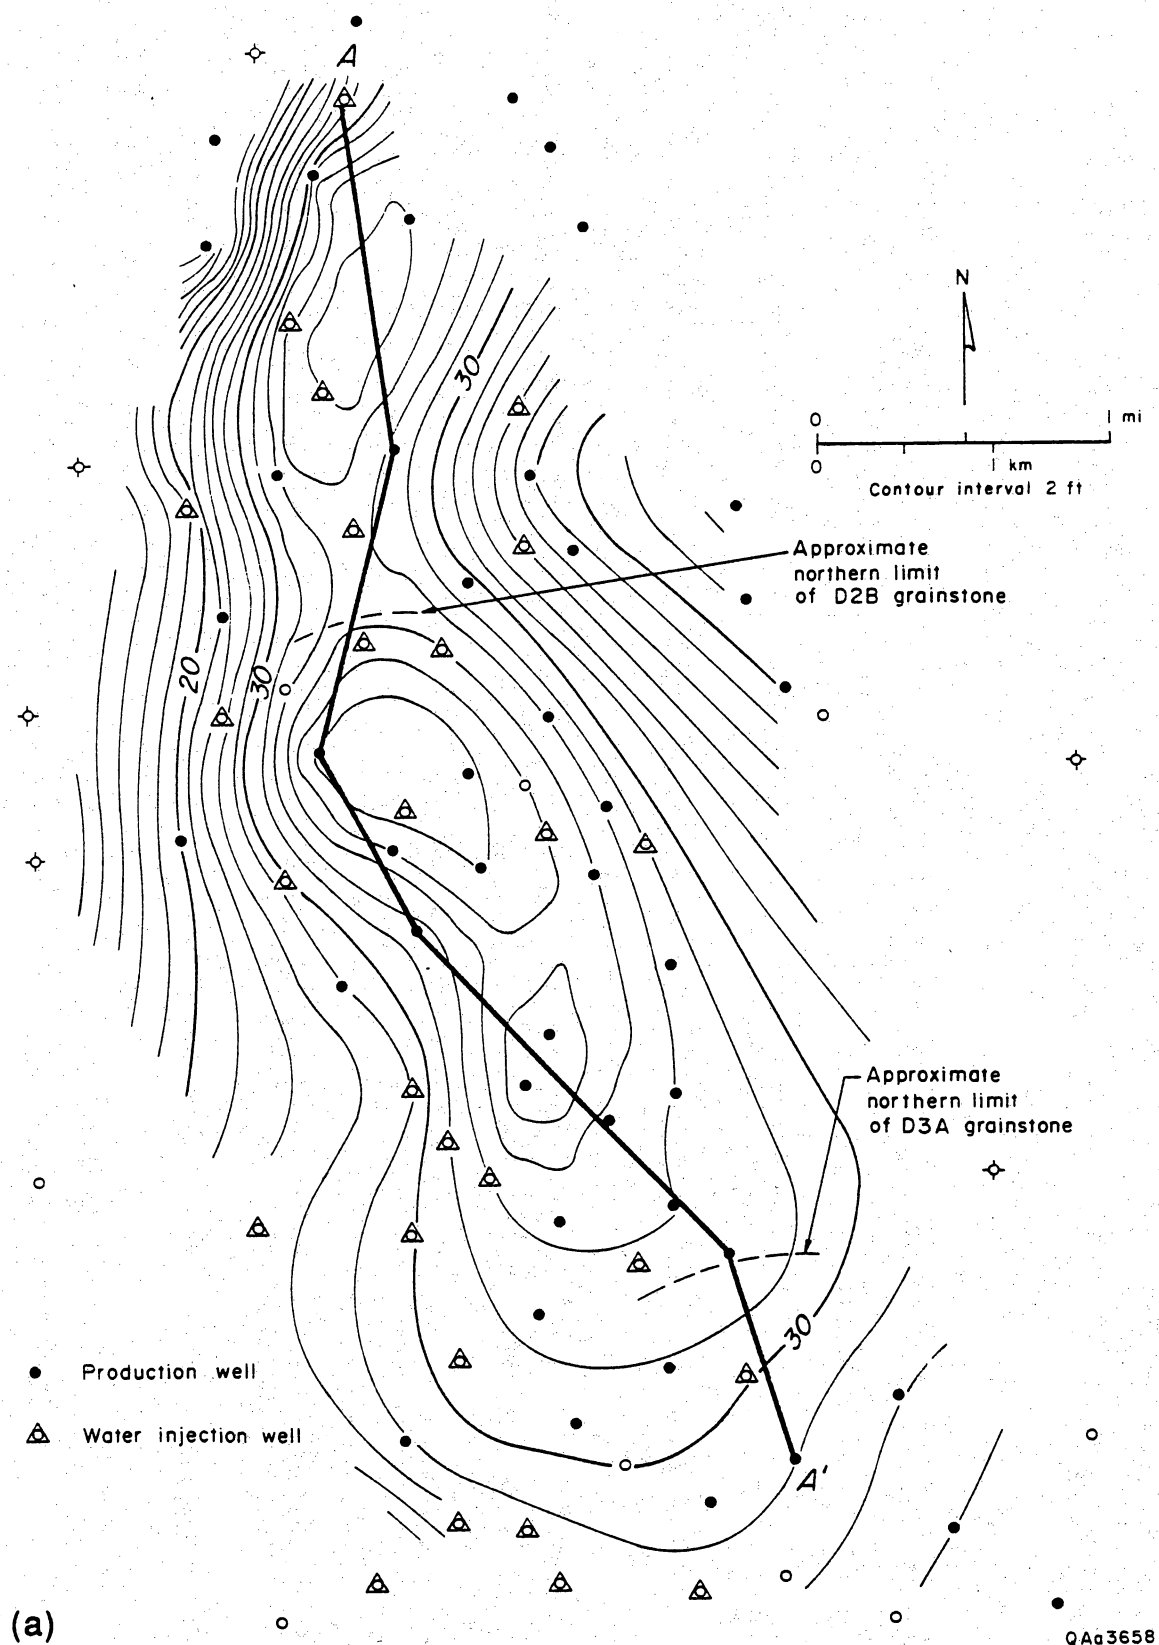 A
N
30
0 1 mi
0 1 km
Contour interval 2 ft
Approximate
northern limit
of D2B grainstone
20
30
Approximate
northern limit
of D3A grainstone
30
Production well
Water injection well
A'
(a)
QAa3658